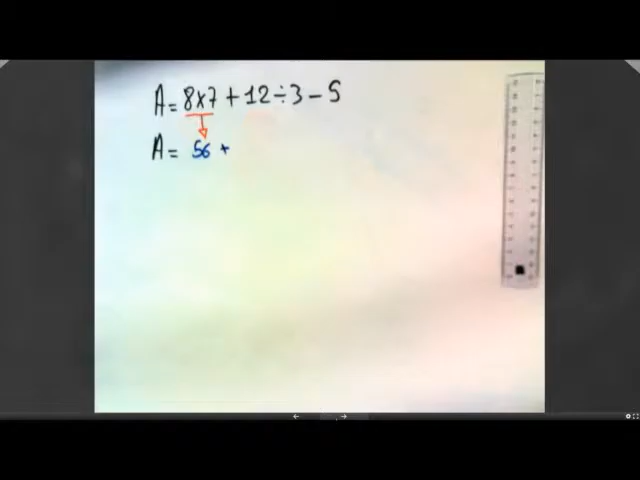 A = 8x7 + 12 ÷ 3 - 5
A = 56 +